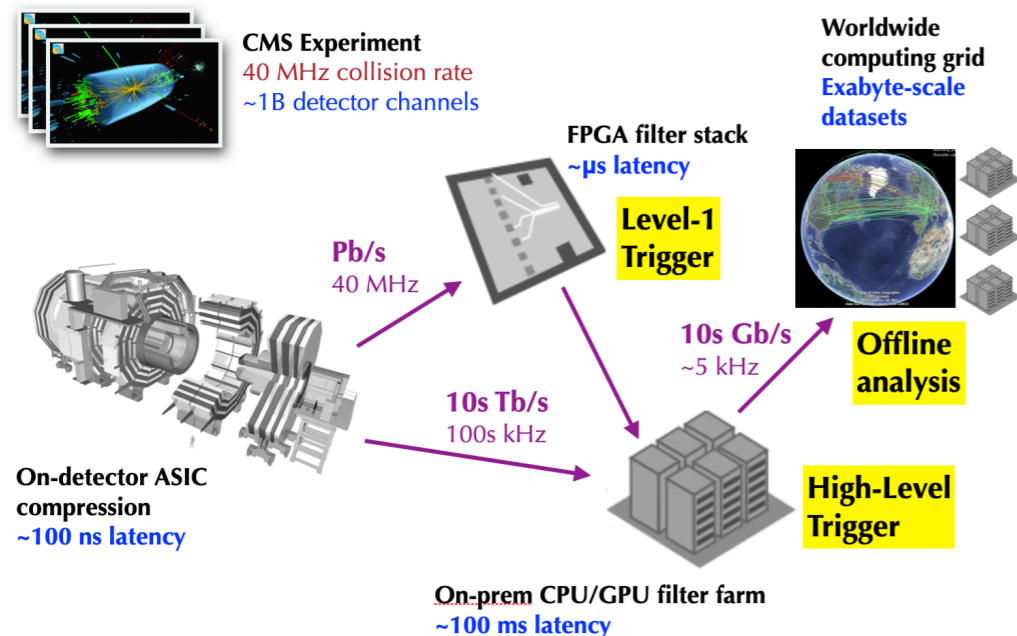 CMS Experiment
40 MHz collision rate
~1B detector channels
Worldwide
computing grid
Exabyte-scale
datasets
FPGA filter stack
~µs latency
Level-1
Trigger
Pb/s
40 MHz
10s Gb/s
~5 kHz
Offline
analysis
10s Tb/s
100s kHz
On-detector ASIC
compression
~100 ns latency
High-Level
Trigger
On-prem CPU/GPU filter farm
~100 ms latency